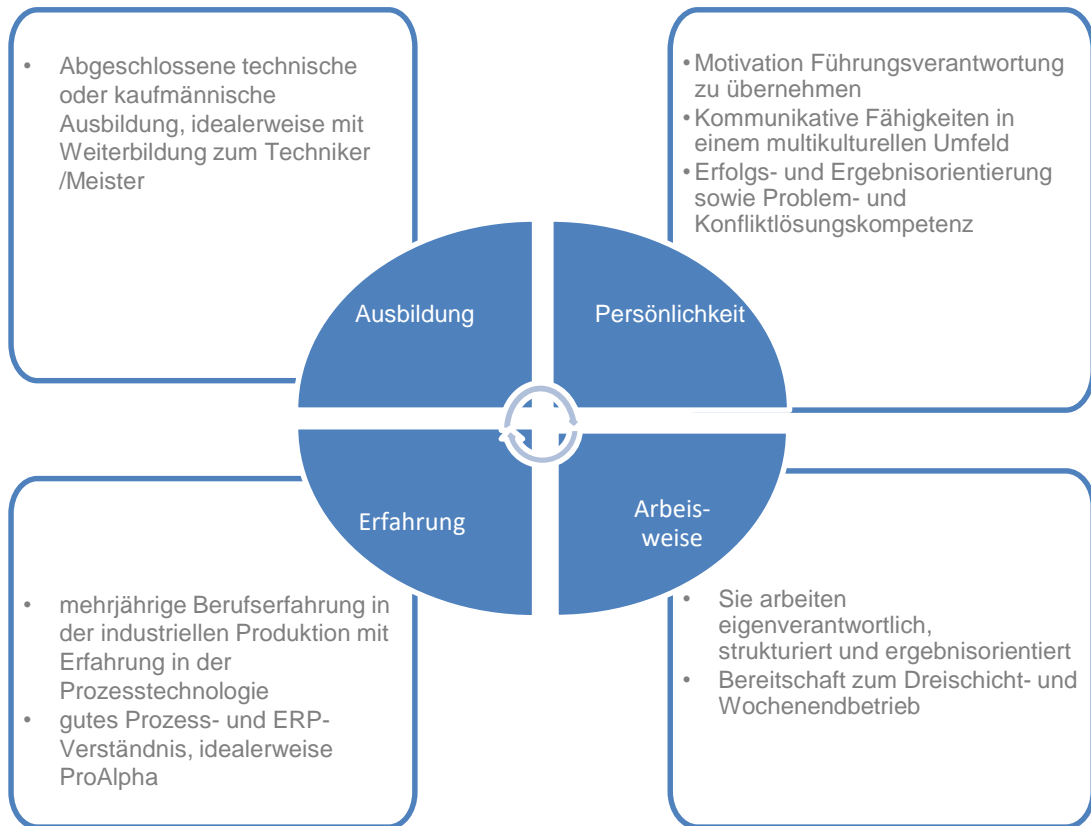 • Abgeschlossene technische
oder kaufmännische
Ausbildung, idealerweise mit
Weiterbildung zum Techniker
/Meister
• Motivation Führungsverantwortung
zu übernehmen
• Kommunikative Fähigkeiten in
einem multikulturellen Umfeld
• Erfolgs- und Ergebnisorientierung
sowie Problem- und
Konfliktlösungskompetenz
Ausbildung
Persönlichkeit
Erfahrung
Arbeis-
weise
• mehrjährige Berufserfahrung in
der industriellen Produktion mit
Erfahrung in der
Prozesstechnologie
• gutes Prozess- und ERP-
Verständnis, idealerweise
ProAlpha
• Sie arbeiten
eigenverantwortlich,
strukturiert und ergebnisorientiert
• Bereitschaft zum Dreischicht- und
Wochenendbetrieb